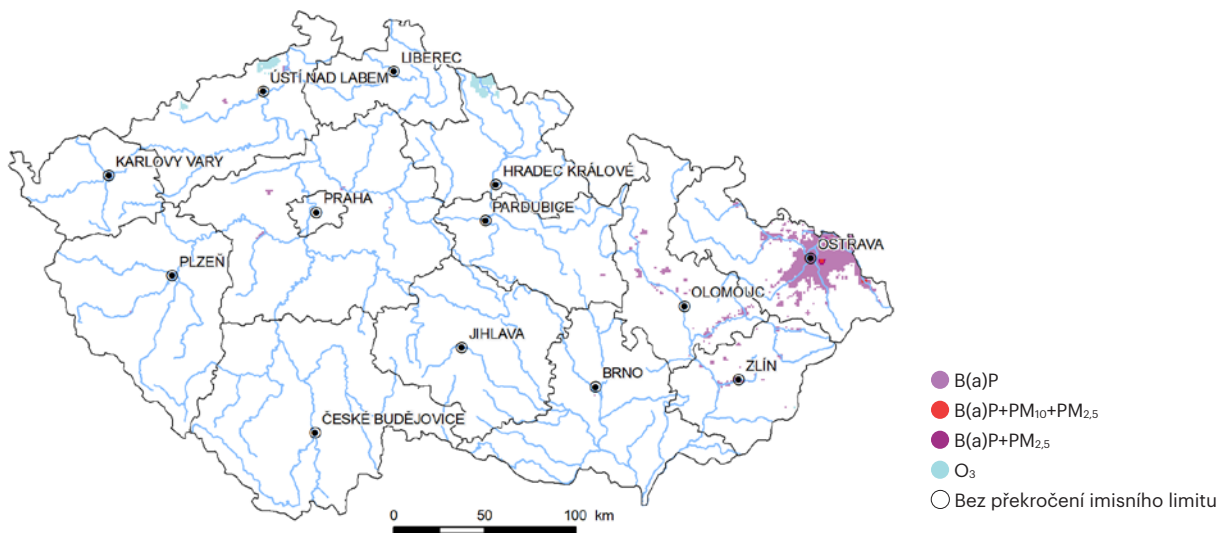 LIBEREC
ÚSTÍ NAD LABEM
KARLOVY VARY
HRADEC KRÁLOVÉ
PRAHA
PARDUBICE
OSTRAVA
PLZEŇ
OLOMOUC
JIHLAVA
ZLÍN
BRNO
ČESKÉ BUDĚJOVICE
0 50 100 km
B(a)P
B(a)P+PM₁₀+PM₂,₅
B(a)P+PM₂,₅
O₃
Bez překročení imisního limitu